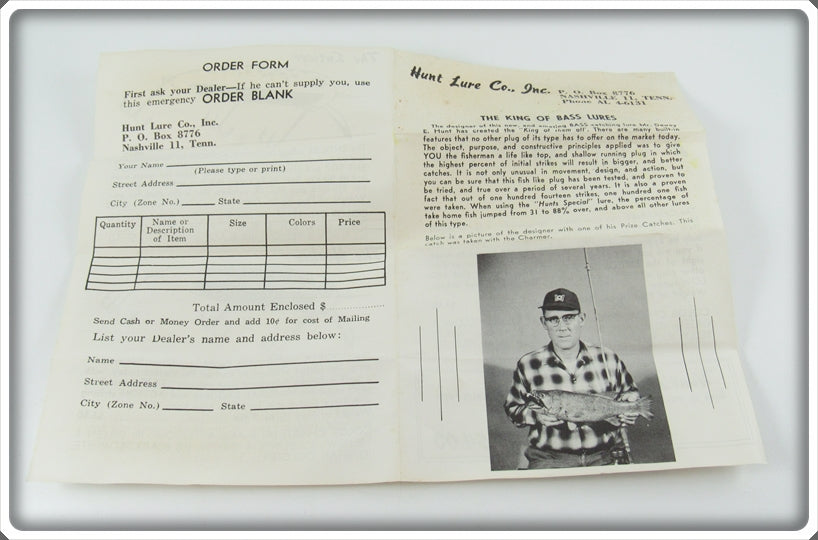 ORDER FORM
First ask your Dealer—If he can't supply you, use
this emergency ORDER BLANK
Hunt Lure Co., Inc.
P. O. Box 8776
Nashville 11, Tenn.
Your Name
(Please type or print)
Street Address
City (Zone No.) State
Quantity Name or Description of Item Size Colors Price
Total Amount Enclosed $
Send Cash or Money Order and add 10¢ for cost of Mailing
List your Dealer's name and address below:
Name
Street Address
City (Zone No.) State
Hunt Lure Co., Inc. P. O. Box 8776
NASHVILLE 11, TENN.
Phone AL 4-6131
THE KING OF BASS LURES
The designer of this new, and amazing BASS catching lure Mr. Dewey
E. Hunt has created the "King of them off". There are many built-in
features that no other plug of its type has to offer on the market today.
The object, purpose, and constructive principles applied was to give
YOU the fisherman a life like top, and shallow running plug in which
the highest percent of initial strikes will result in bigger, and better
catches. It is not only unusual in movement, design, and action, but
you can be sure that this fish like plug has been tested, and proven to
be tried, and true over a period of several years. It is also a proven
fact that out of one hundred fourteen strikes, one hundred one fish
were taken. When using the "Hunts Special" lure, the percentage of
take home fish jumped from 31 to 88%, over, and above all other lures
of this type.
Below is a picture of the designer with one of his Prize Catches. This
catch was taken with the Charmer.